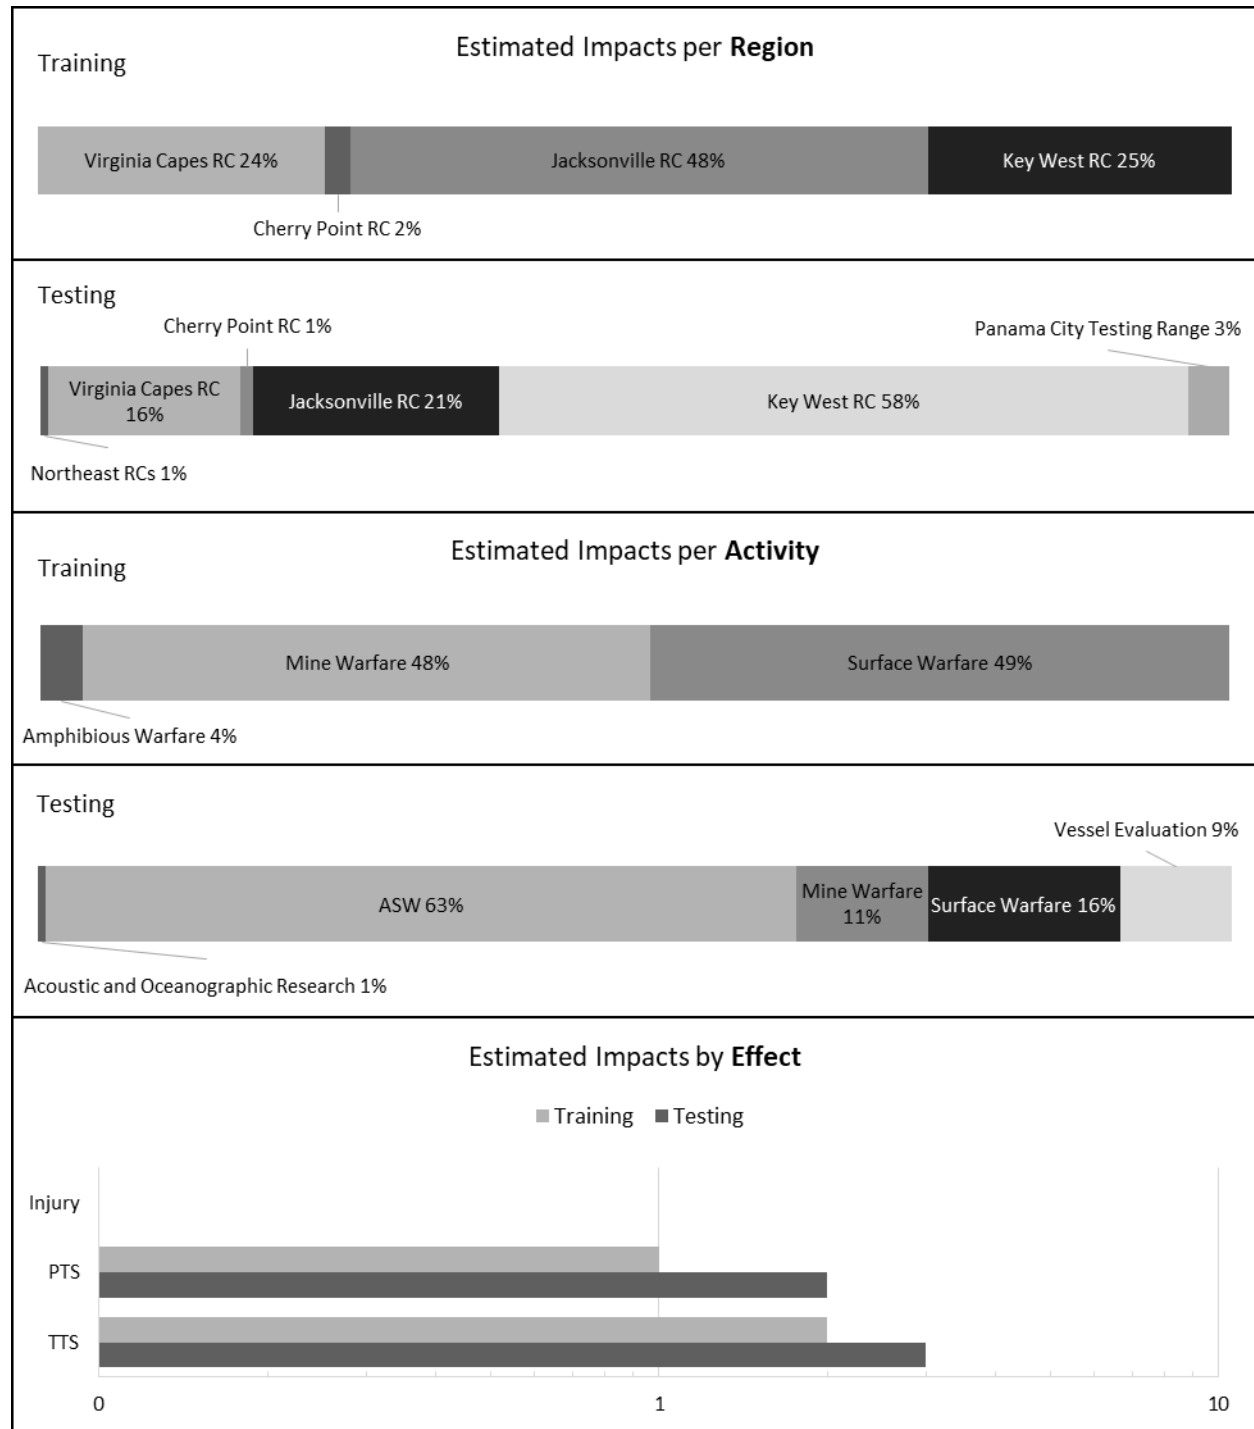 Estimated Impacts per Region
Training
Virginia Capes RC 24%
Jacksonville RC 48%
Key West RC 25%
Cherry Point RC 2%
Testing
Cherry Point RC 1%
Panama City Testing Range 3%
Virginia Capes RC
16%
Jacksonville RC 21%
Key West RC 58%
Northeast RCs 1%
Estimated Impacts per Activity
Training
Mine Warfare 48%
Surface Warfare 49%
Amphibious Warfare 4%
Testing
Vessel Evaluation 9%
ASW 63%
Mine Warfare
11%
Surface Warfare 16%
Acoustic and Oceanographic Research 1%
Estimated Impacts by Effect
Training Testing
Injury
PTS
TTS
0 1 10